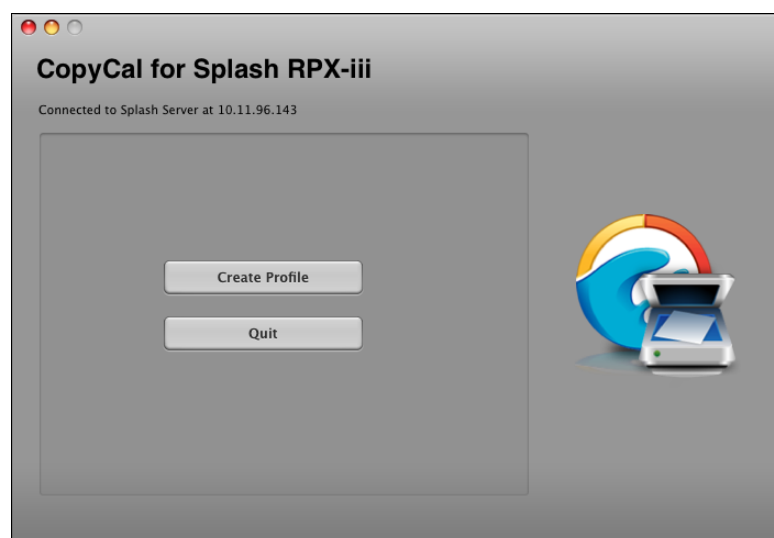 CopyCal for Splash RPX-iii
Connected to Splash Server at 10.11.96.143
Create Profile
Quit